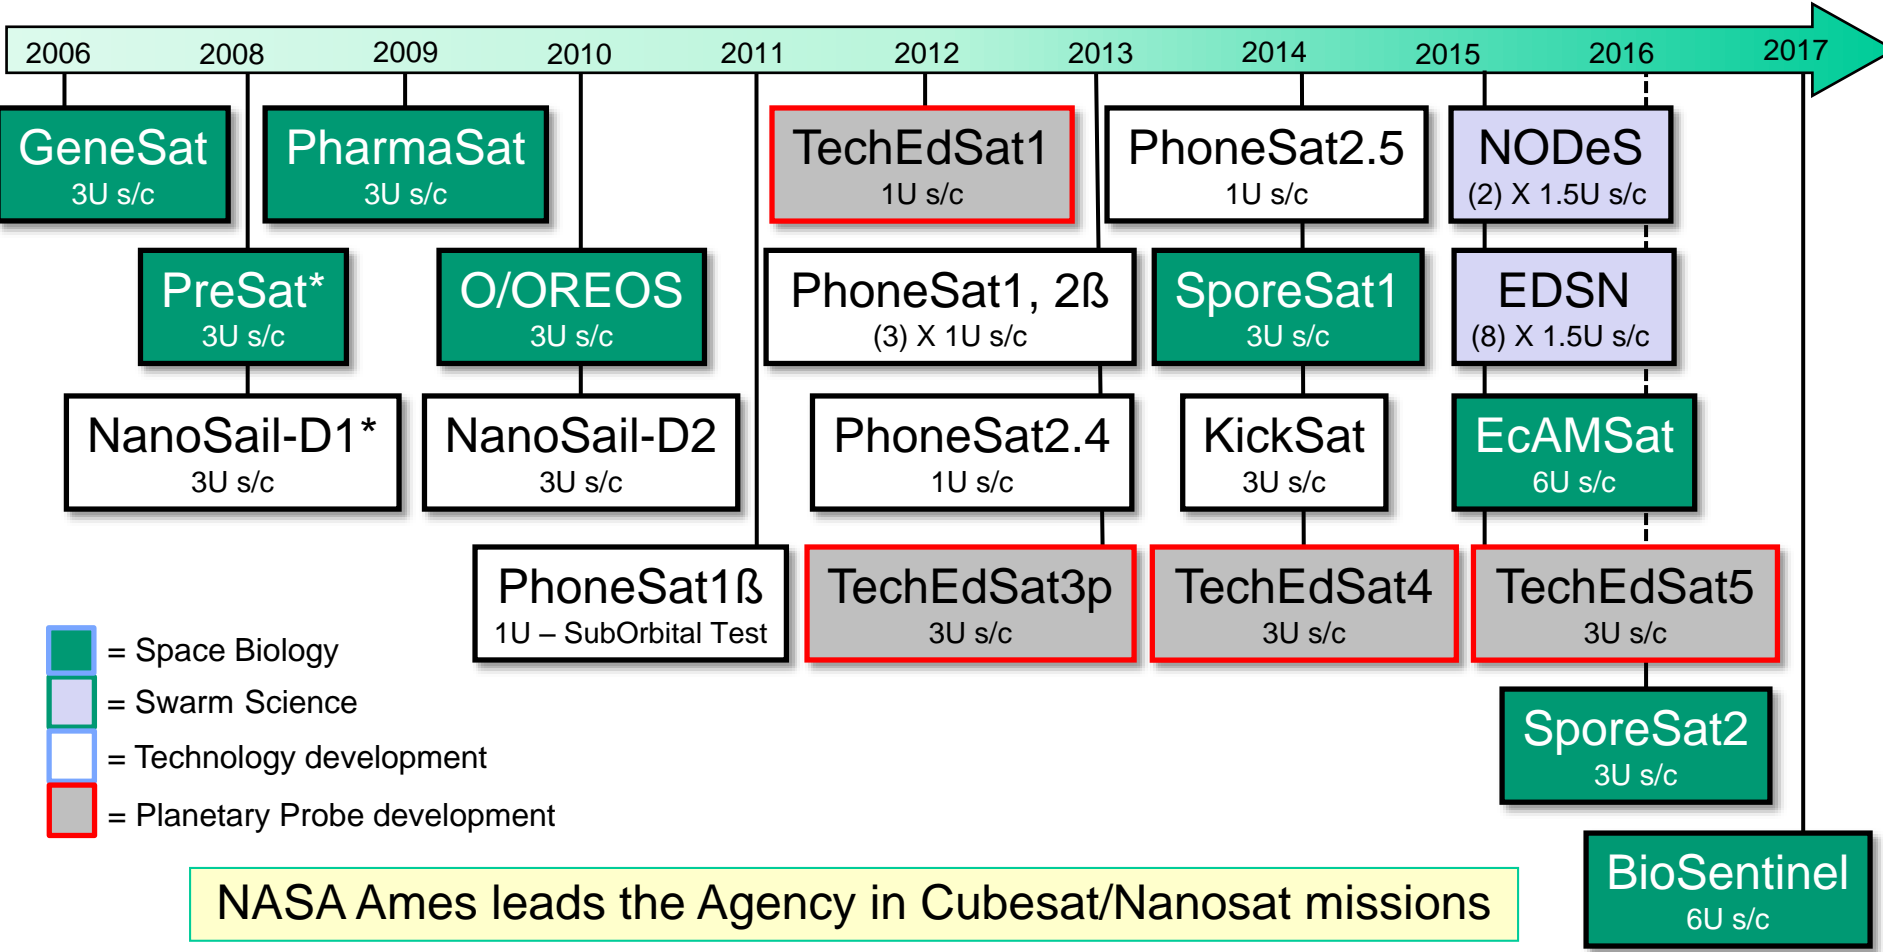 2006 2008 2009 2010 2011 2012 2013 2014 2015 2016 2017
GeneSat
3U s/c
PharmaSat
3U s/c
TechEdSat1
1U s/c
PhoneSat2.5
1U s/c
NODeS
(2) X 1.5U s/c
PreSat*
3U s/c
O/OREOS
3U s/c
PhoneSat1, 2ß
(3) X 1U s/c
SporeSat1
3U s/c
EDSN
(8) X 1.5U s/c
NanoSail-D1*
3U s/c
NanoSail-D2
3U s/c
PhoneSat2.4
1U s/c
KickSat
3U s/c
EcAMSat
6U s/c
PhoneSat1ß
1U – SubOrbital Test
TechEdSat3p
3U s/c
TechEdSat4
3U s/c
TechEdSat5
3U s/c
= Space Biology
= Swarm Science
= Technology development
= Planetary Probe development
SporeSat2
3U s/c
BioSentinel
6U s/c
NASA Ames leads the Agency in Cubesat/Nanosat missions